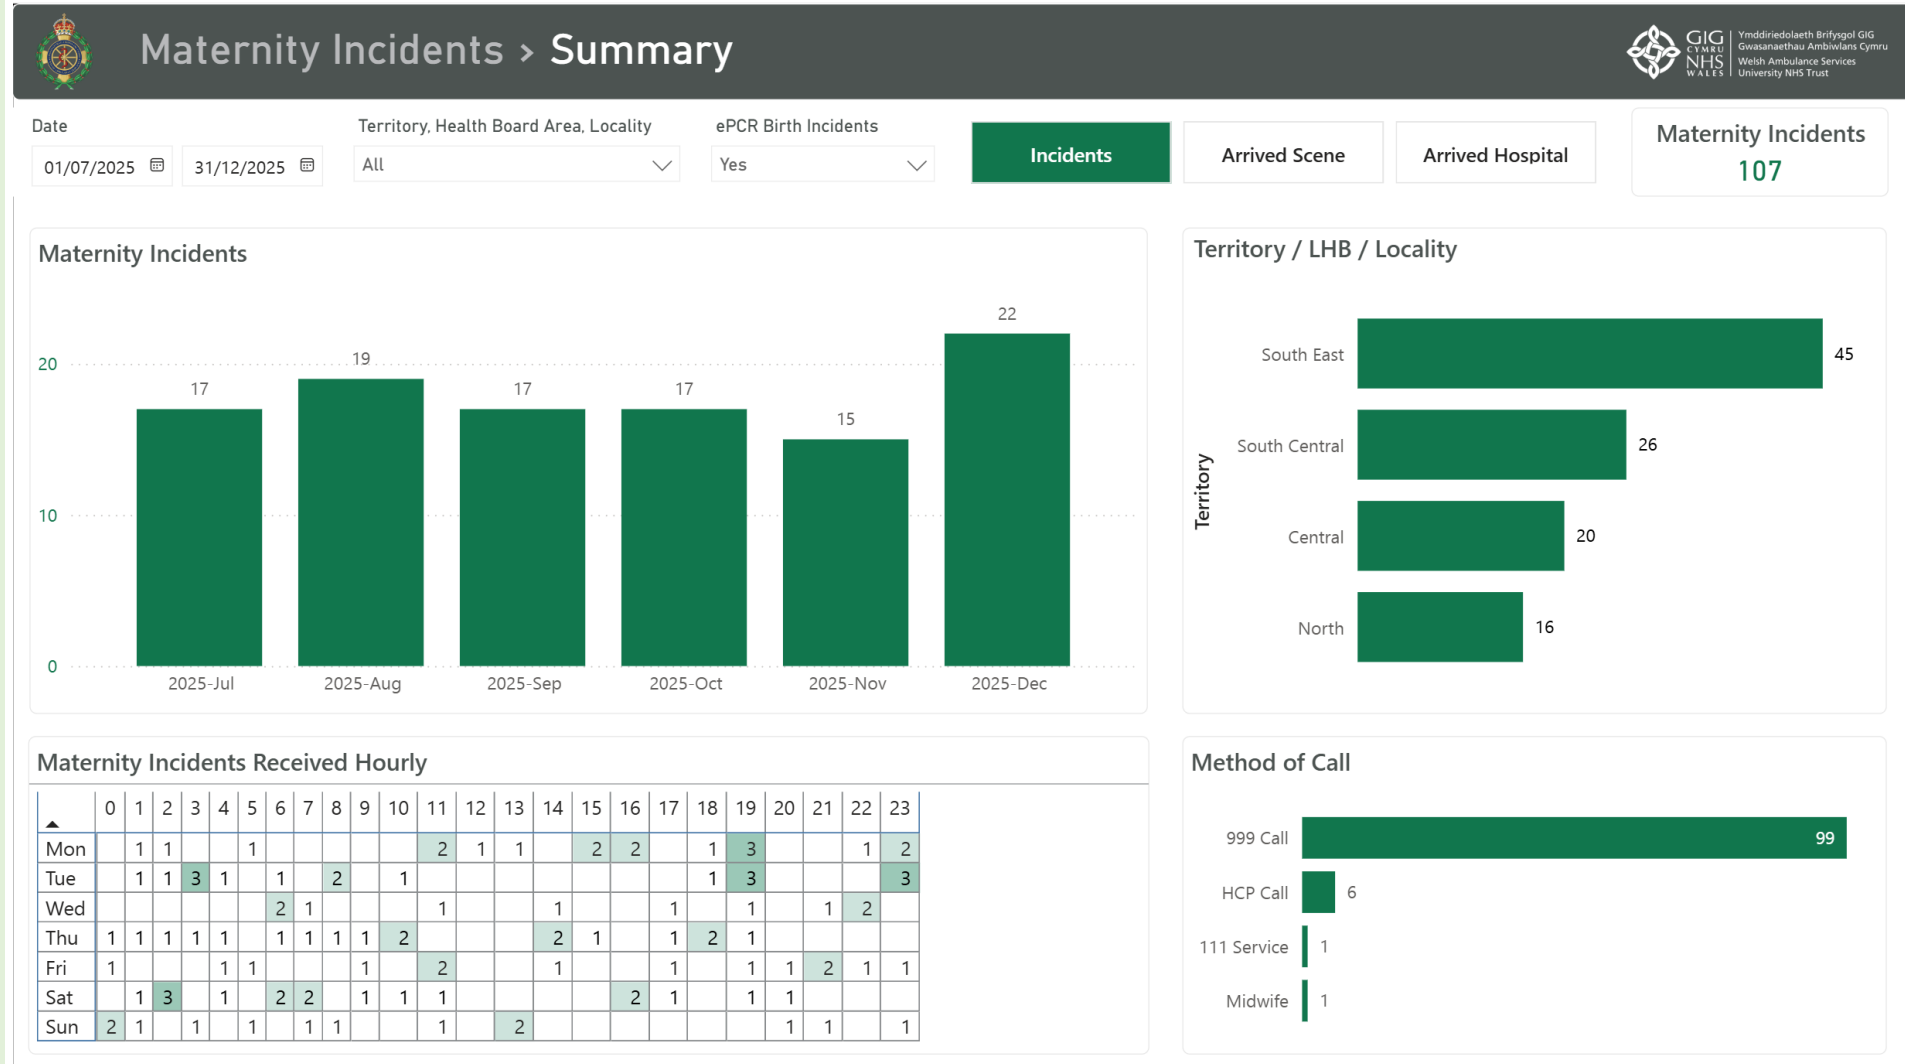 Maternity Incidents > Summary
GIG
CYMRU
NHS
WALES
Ymddiriedolaeth Brifysgol GIG
Gwasanaethau Ambiwlans Cymru
Welsh Ambulance Services
University NHS Trust
Date
Territory, Health Board Area, Locality
ePCR Birth Incidents
01/07/2025 31/12/2025
All
Yes
Incidents
Arrived Scene
Arrived Hospital
Maternity Incidents
107
Maternity Incidents
20
10
0
17 19 17 17 15 22
2025-Jul 2025-Aug 2025-Sep 2025-Oct 2025-Nov 2025-Dec
Territory / LHB / Locality
Territory
South East 45
South Central 26
Central 20
North 16
Maternity Incidents Received Hourly
0 1 2 3 4 5 6 7 8 9 10 11 12 13 14 15 16 17 18 19 20 21 22 23
Mon 1 1 1 2 1 1 2 2 1 3 1 2
Tue 1 1 3 1 1 2 1 1 3 3
Wed 2 1 1 1 1 1 1 2
Thu 1 1 1 1 1 1 1 1 1 2 2 1 1 2 1
Fri 1 1 1 1 2 1 1 1 1 2 1 1
Sat 1 3 1 2 2 1 1 1 2 1 1 1
Sun 2 1 1 1 1 1 1 2 1 1 1
Method of Call
999 Call 99
HCP Call 6
111 Service 1
Midwife 1